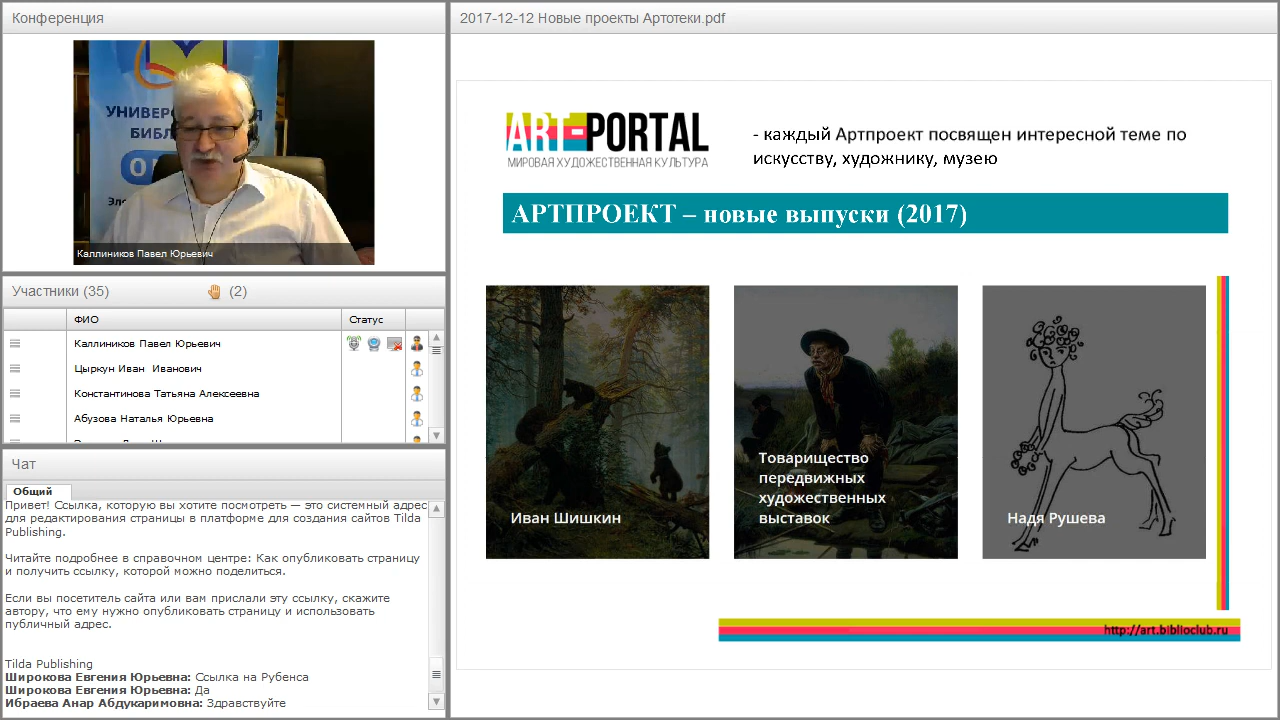 Конференция
УНИВЕР
БИБЛ
О
Каллиников Павел Юрьевич
Участники (35)
(2)
ФИО
Статус
Каллиников Павел Юрьевич
Цыркун Иван Иванович
Константинова Татьяна Алексеевна
Абузова Наталья Юрьевна
Чат
Общий
Привет! Ссылка, которую вы хотите посмотреть — это системный адрес
для редактирования страницы в платформе для создания сайтов Tilda
Publishing.
Читайте подробнее в справочном центре: Как опубликовать страницу
и получить ссылку, которой можно поделиться.
Если вы посетитель сайта или вам прислали эту ссылку, скажите
автору, что ему нужно опубликовать страницу и использовать
публичный адрес.
Tilda Publishing
Широкова Евгения Юрьевна: Ссылка на Рубенса
Широкова Евгения Юрьевна: Да
Ибраева Анар Абдукаримовна: Здравствуйте
2017-12-12 Новые проекты Артотеки.pdf
ART-PORTAL
МИРОВАЯ ХУДОЖЕСТВЕННАЯ КУЛЬТУРА
- каждый Артпроект посвящен интересной теме по
искусству, художнику, музею
АРТПРОЕКТ – новые выпуски (2017)
Иван Шишкин
Товарищество
передвижных
художественных
выставок
Надя Рушева
http://art.biblioclub.ru